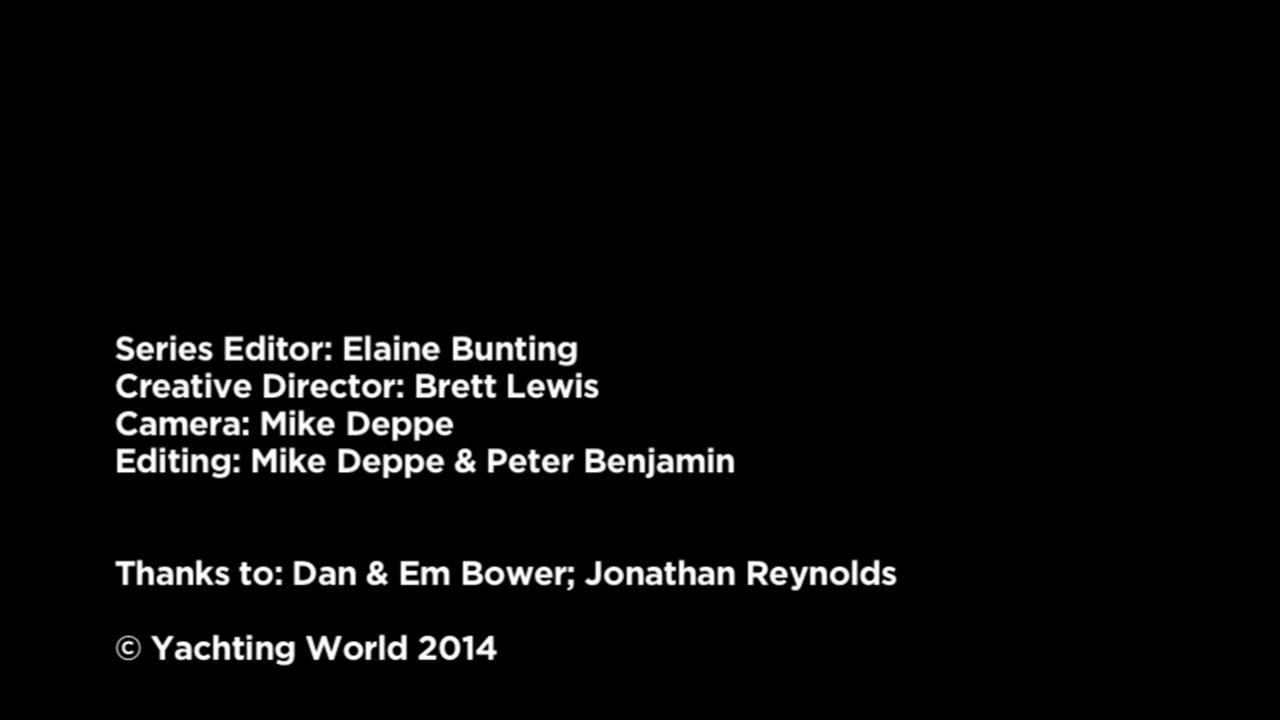 Series Editor: Elaine Bunting
Creative Director: Brett Lewis
Camera: Mike Deppe
Editing: Mike Deppe & Peter Benjamin
Thanks to: Dan & Em Bower; Jonathan Reynolds
© Yachting World 2014